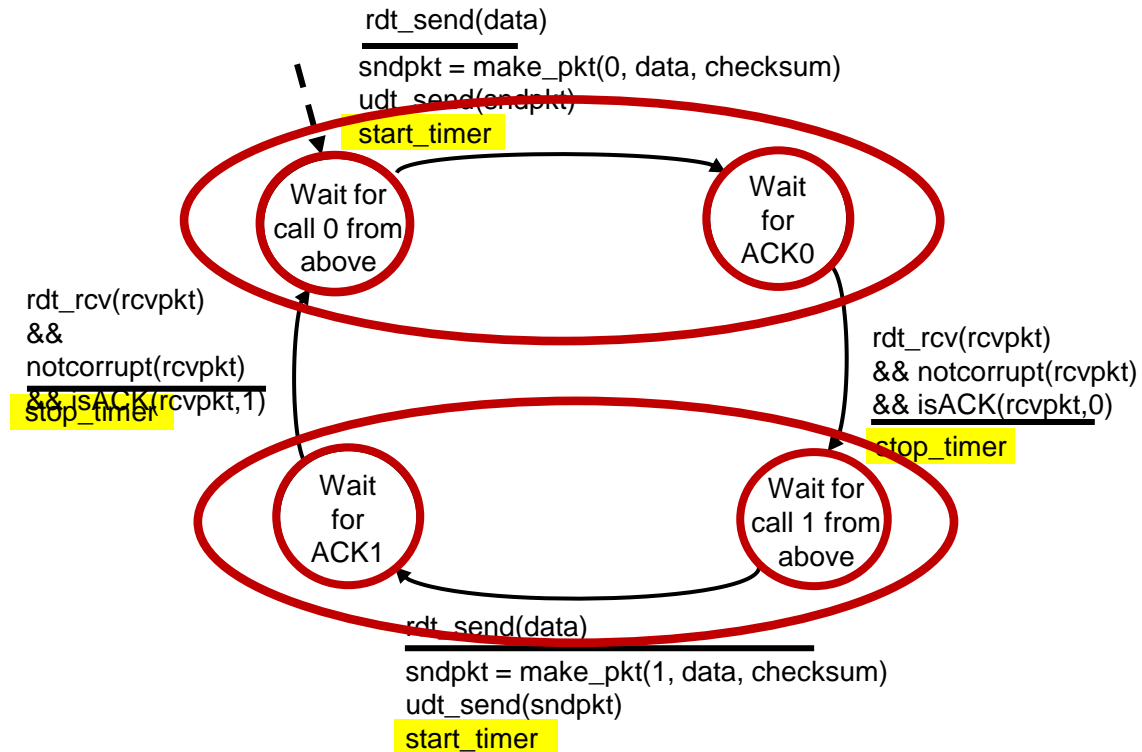 rdt_send(data)
sndpkt = make_pkt(0, data, checksum)
udt_send(sndpkt)
start_timer
Wait for
call 0 from
above
Wait
for
ACK0
rdt_rcv(rcvpkt)
&&
notcorrupt(rcvpkt)
&& isACK(rcvpkt,1)
stop_timer
rdt_rcv(rcvpkt)
&& notcorrupt(rcvpkt)
&& isACK(rcvpkt,0)
stop_timer
Wait
for
ACK1
Wait for
call 1 from
above
rdt_send(data)
sndpkt = make_pkt(1, data, checksum)
udt_send(sndpkt)
start_timer